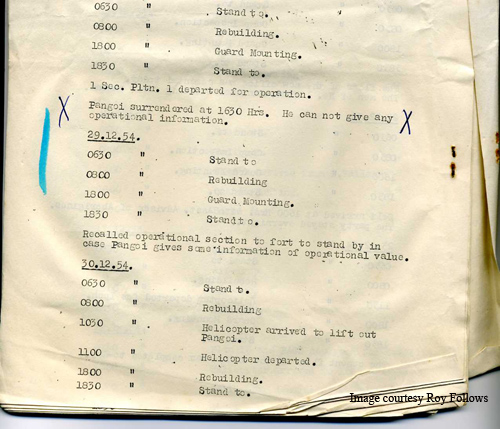 0630 " Stand to.
0800 " Rebuilding.
1800 " Guard Mounting.
1830 " Stand to.
1 Sec. Pltn. 1 departed for operation.
X Pangoi surrendered at 1630 Hrs. He can not give any X
operational information.
29.12.54.
0630 " Stand to
0800 " Rebuilding
1800 " Guard Mounting.
1830 " Stand to.
Recalled operational section to fort to stand by in
case Pangoi gives some information of operational value.
30.12.54.
0630 " Stand t.
0800 " Rebuilding
1030 " Helicopter arrived to lift out
Pangoi.
1100 " Helicopter departed.
1800 " Rebuilding.
1830 " Stand to.
Image courtesy Roy Follows